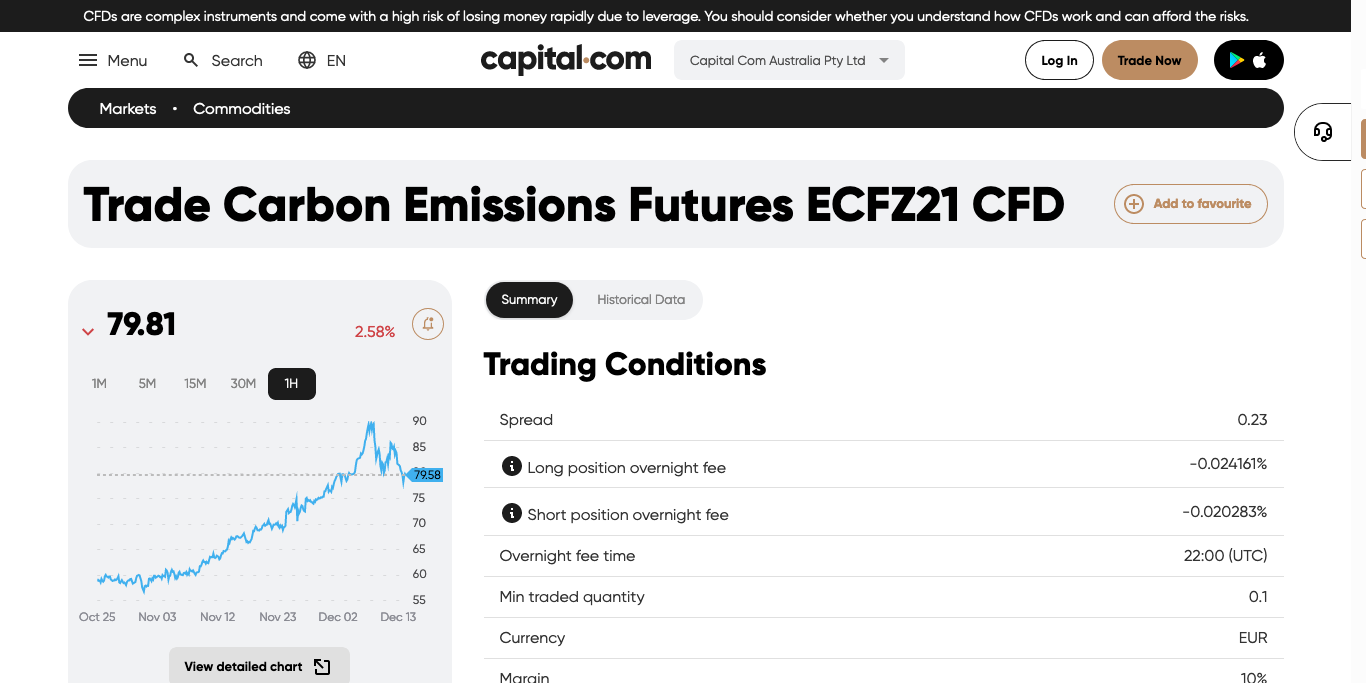 CFDs are complex instruments and come with a high risk of losing money rapidly due to leverage. You should consider whether you understand how CFDs work and can afford the risks.
Menu Search EN capital.com Capital Com Australia Pty Ltd Log In Trade Now
Markets • Commodities
Trade Carbon Emissions Futures ECFZ21 CFD Add to favourite
79.81 2.58%
1M 5M 15M 30M 1H
90
85
79.58
75
70
65
60
55
Oct 25 Nov 03 Nov 12 Nov 23 Dec 02 Dec 13
View detailed chart
Summary Historical Data
Trading Conditions
Spread 0.23
Long position overnight fee -0.024161%
Short position overnight fee -0.020283%
Overnight fee time 22:00 (UTC)
Min traded quantity 0.1
Currency EUR
Margin 10%